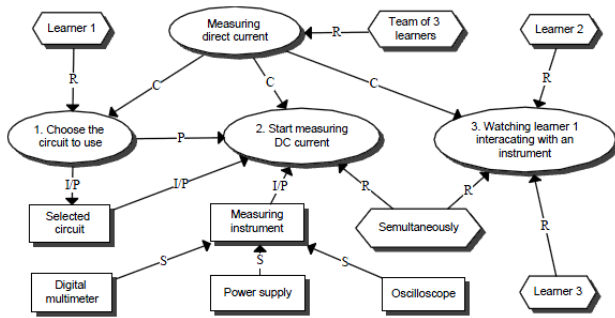 Learner 1
Measuring
direct current
R
Team of 3
learners
Learner 2
R
C
C
C
R
1. Choose the
circuit to use
P
2. Start measuring
DC current
3. Watching learner 1
interacating with an
instrument
I/P
I/P
I/P
R
R
R
Selected
circuit
Measuring
instrument
Semultaneously
S
S
S
Digital
multimeter
Power supply
Oscilloscope
Learner 3